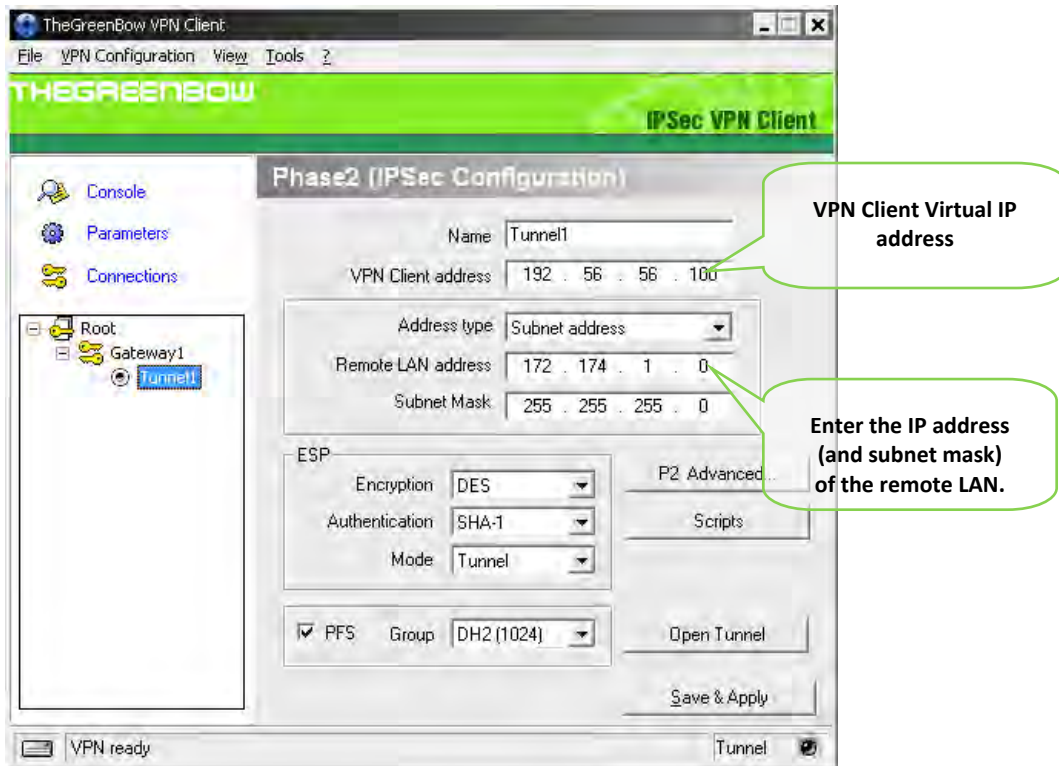 TheGreenBow VPN Client
File VPN Configuration View Tools ?
THEGREENBOW
IPSec VPN Client
Console
Parameters
Connections
Root
Gateway1
Tunnel1
Phase2 (IPSec Configuration)
Name Tunnel1
VPN Client address 192 . 56 . 56 . 100
Address type Subnet address
Remote LAN address 172 . 174 . 1 . 0
Subnet Mask 255 . 255 . 255 . 0
ESP
Encryption DES
Authentication SHA-1
Mode Tunnel
PFS Group DH2 (1024)
P2 Advanced...
Scripts
Open Tunnel
Save & Apply
VPN Client Virtual IP
address
Enter the IP address
(and subnet mask)
of the remote LAN.
VPN ready
Tunnel